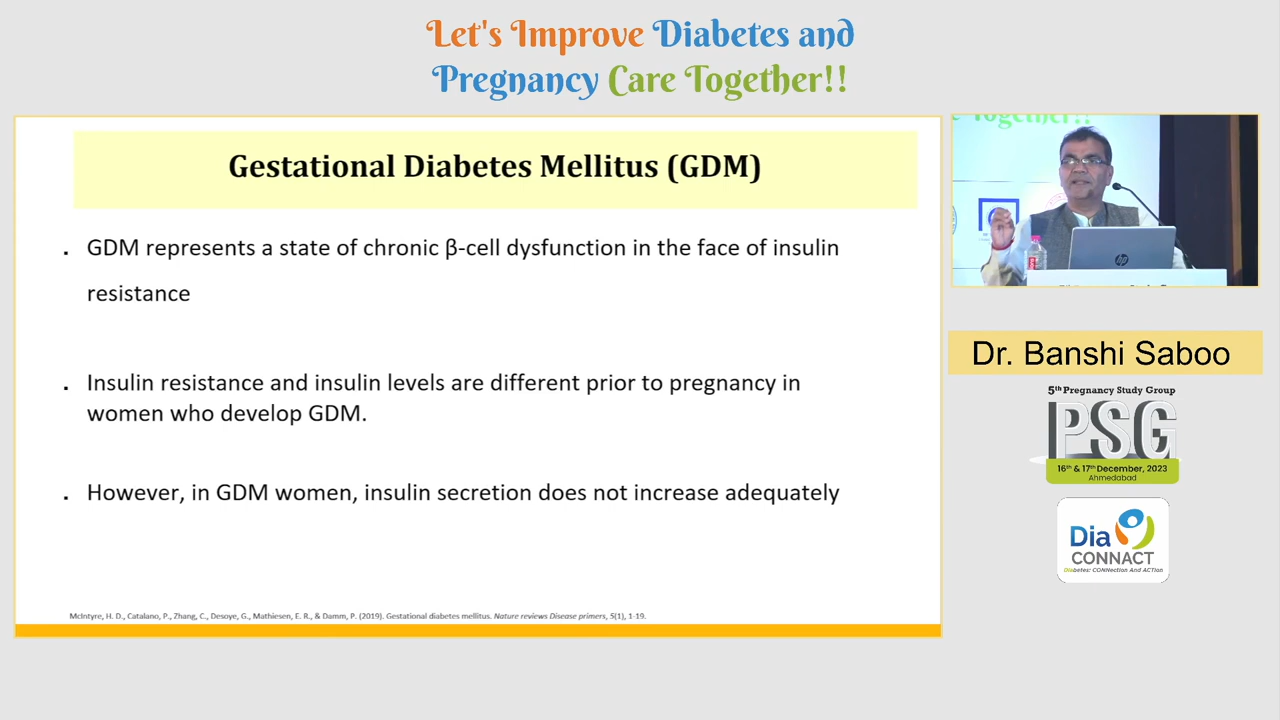 Let's Improve Diabetes and
Pregnancy Care Together!!
Gestational Diabetes Mellitus (GDM)
. GDM represents a state of chronic β-cell dysfunction in the face of insulin
resistance
. Insulin resistance and insulin levels are different prior to pregnancy in
women who develop GDM.
. However, in GDM women, insulin secretion does not increase adequately
McIntyre, H. D., Catalano, P., Zhang, C., Desoye, G., Mathiesen, E. R., & Damm, P. (2019). Gestational diabetes mellitus. Nature reviews Disease primers, 5(1), 1-19.
Together!!
hp
Dr. Banshi Saboo
5th Pregnancy Study Group
PSG
16th & 17th December, 2023
Ahmedabad
Dia
CONNACT
Diabetes: CONNection And ACTion